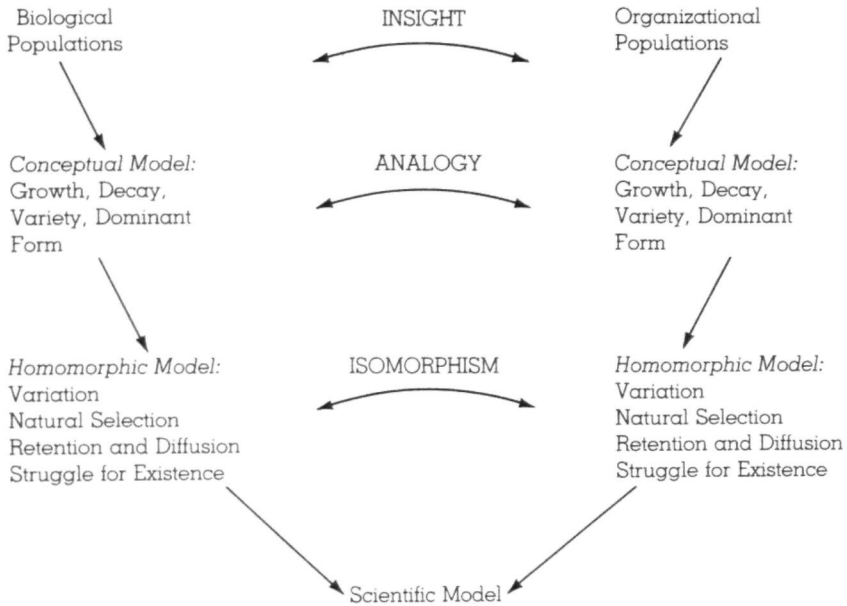 Biological
Populations
INSIGHT
Organizational
Populations
Conceptual Model:
Growth, Decay,
Variety, Dominant
Form
ANALOGY
Conceptual Model:
Growth, Decay,
Variety, Dominant
Form
Homomorphic Model:
Variation
Natural Selection
Retention and Diffusion
Struggle for Existence
ISOMORPHISM
Homomorphic Model:
Variation
Natural Selection
Retention and Diffusion
Struggle for Existence
Scientific Model